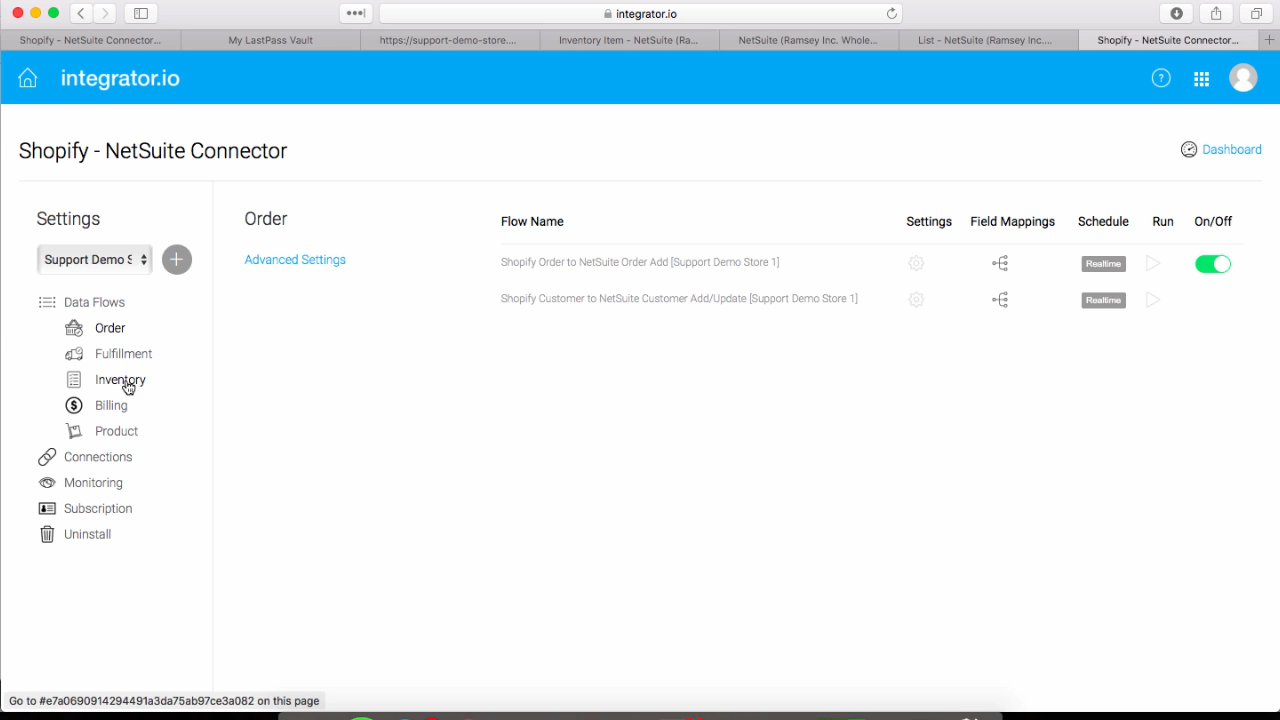 integrator.io
Shopify - NetSuite Connector...
My LastPass Vault
https://support-demo-store....
Inventory Item - NetSuite (Ra...
NetSuite (Ramsey Inc. Whole...
List - NetSuite (Ramsey Inc....
Shopify - NetSuite Connector...
integrator.io
?
Shopify - NetSuite Connector
Dashboard
Settings
Support Demo S
Data Flows
Order
Fulfillment
Inventory
Billing
Product
Connections
Monitoring
Subscription
Uninstall
Order
Advanced Settings
Flow Name Settings Field Mappings Schedule Run On/Off
Shopify Order to NetSuite Order Add [Support Demo Store 1] Realtime
Shopify Customer to NetSuite Customer Add/Update [Support Demo Store 1] Realtime
Go to #e7a0690914294491a3da75ab97ce3a082 on this page